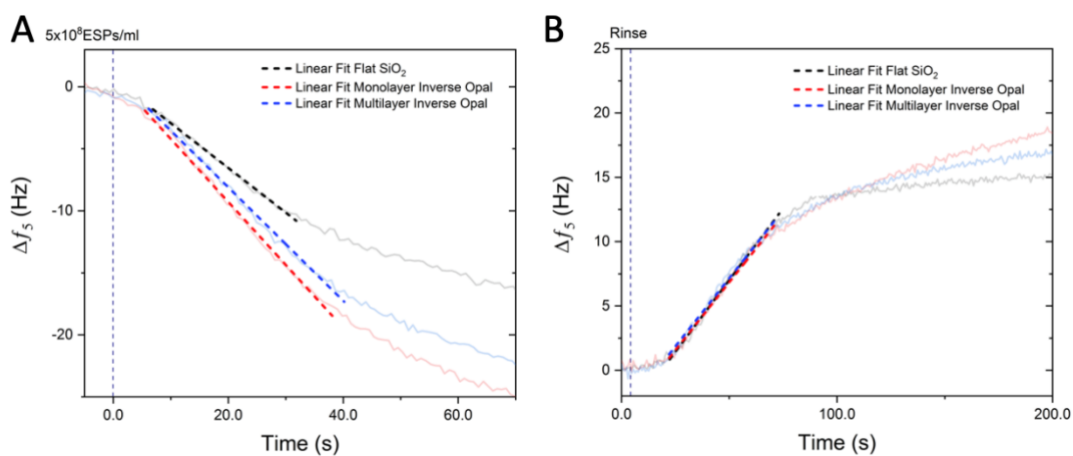 A
5x10⁸ESPs/ml
Linear Fit Flat SiO₂
Linear Fit Monolayer Inverse Opal
Linear Fit Multilayer Inverse Opal
0
-10
-20
Δf₅ (Hz)
0.0
20.0
40.0
60.0
Time (s)
B
Rinse
Linear Fit Flat SiO₂
Linear Fit Monolayer Inverse Opal
Linear Fit Multilayer Inverse Opal
25
20
15
10
5
0
Δf₅ (Hz)
0.0
100.0
200.0
Time (s)